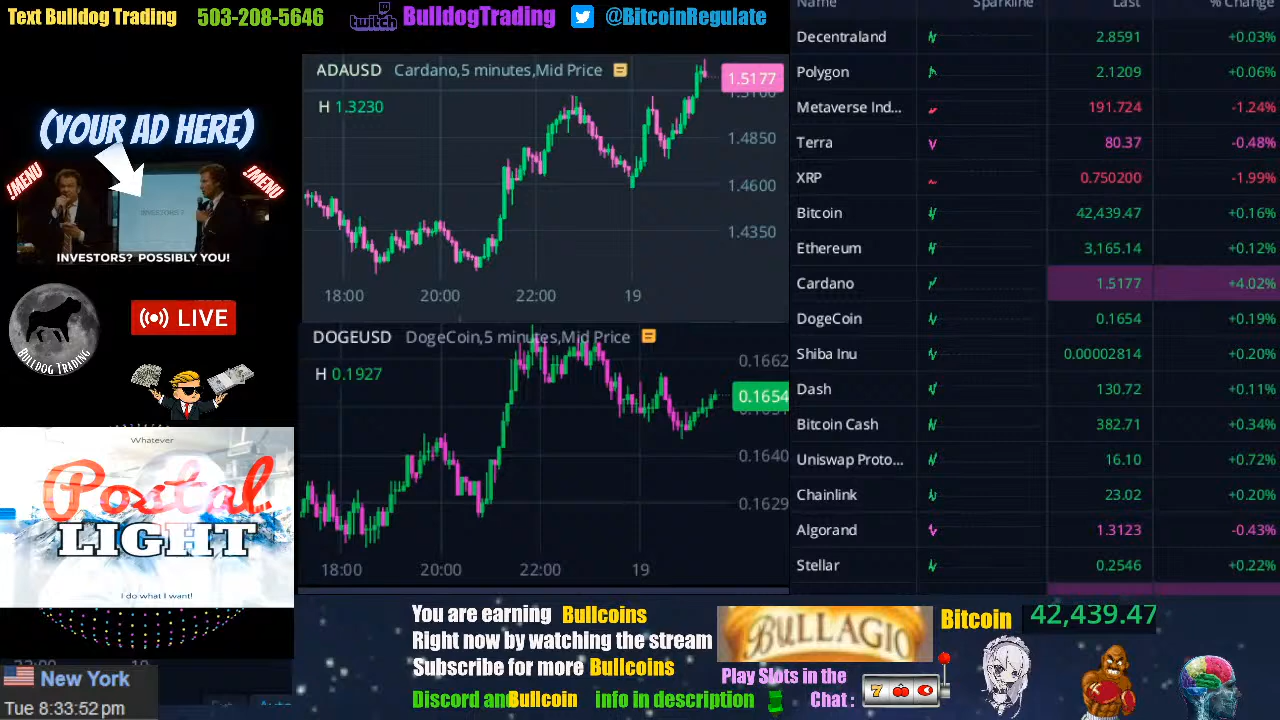 Text Bulldog Trading 503-208-5646 twitch BulldogTrading @BitcoinRegulate
(YOUR AD HERE)
!MENU !MENU
INVESTORS?
INVESTORS? POSSIBLY YOU!
BULLDOG TRADING
LIVE
Whatever
Postal
LIGHT
I do what I want!
New York
Tue 8:33:52 pm
ADAUSD Cardano,5 minutes,Mid Price
H 1.3230
1.5177
1.5100
1.4850
1.4600
1.4350
18:00 20:00 22:00 19
DOGEUSD DogeCoin,5 minutes,Mid Price
H 0.1927
0.1662
0.1654
0.1640
0.1629
18:00 20:00 22:00 19
Name Sparkline Last % Change
Decentraland 2.8591 +0.03%
Polygon 2.1209 +0.06%
Metaverse Ind... 191.724 -1.24%
Terra 80.37 -0.48%
XRP 0.750200 -1.99%
Bitcoin 42,439.47 +0.16%
Ethereum 3,165.14 +0.12%
Cardano 1.5177 +4.02%
DogeCoin 0.1654 +0.19%
Shiba Inu 0.00002814 +0.20%
Dash 130.72 +0.11%
Bitcoin Cash 382.71 +0.34%
Uniswap Proto... 16.10 +0.72%
Chainlink 23.02 +0.20%
Algorand 1.3123 -0.43%
Stellar 0.2546 +0.22%
You are earning Bullcoins
Right now by watching the stream
Subscribe for more Bullcoins
Discord and Bullcoin info in description
BULLAGIO
Play Slots in the
Chat :
7
Bitcoin 42,439.47